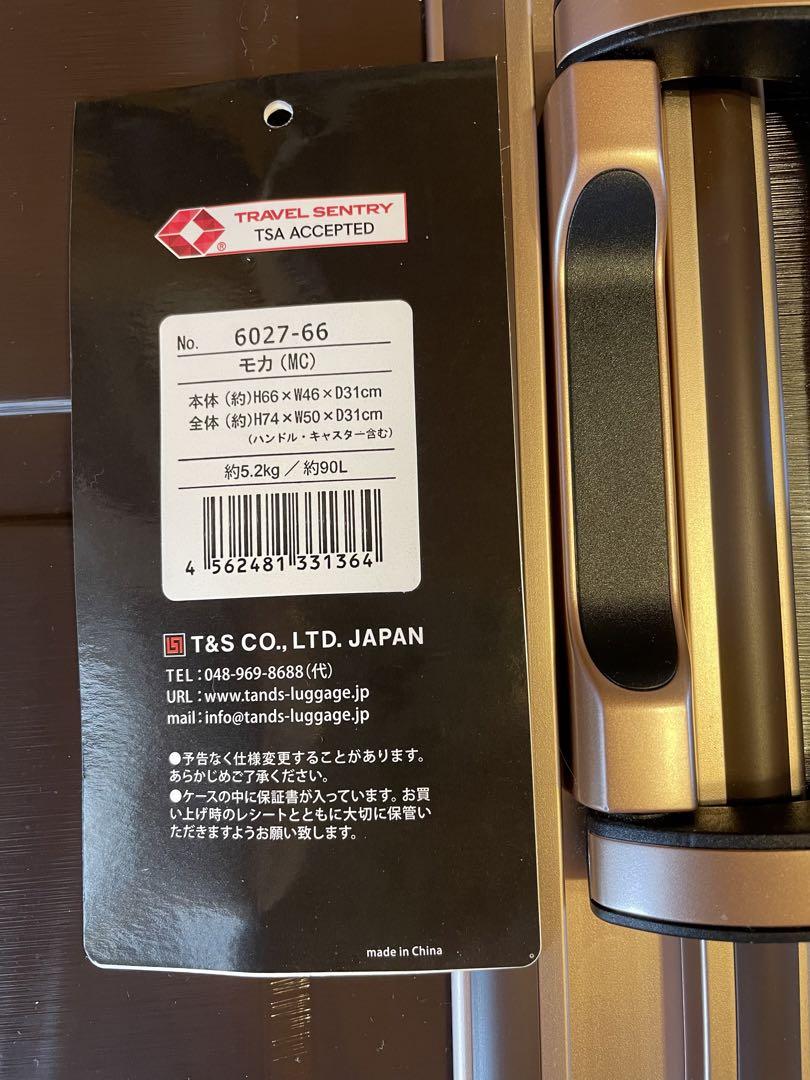 TRAVEL SENTRY
®
TSA ACCEPTED
No. 6027-66
モカ(MC)
本体(約)H66×W46×D31cm
全体(約)H74×W50×D31cm
(ハンドル・キャスター含む)
約5.2kg/約90L
4 562481 331364
T&S CO., LTD. JAPAN
TEL:048-969-8688(代)
URL:www.tands-luggage.jp
mail:info@tands-luggage.jp
●予告なく仕様変更することがあります。
あらかじめご了承ください。
●ケースの中に保証書が入っています。お買
い上げ時のレシートとともに大切に保管い
ただきますようお願い致します。
made in China